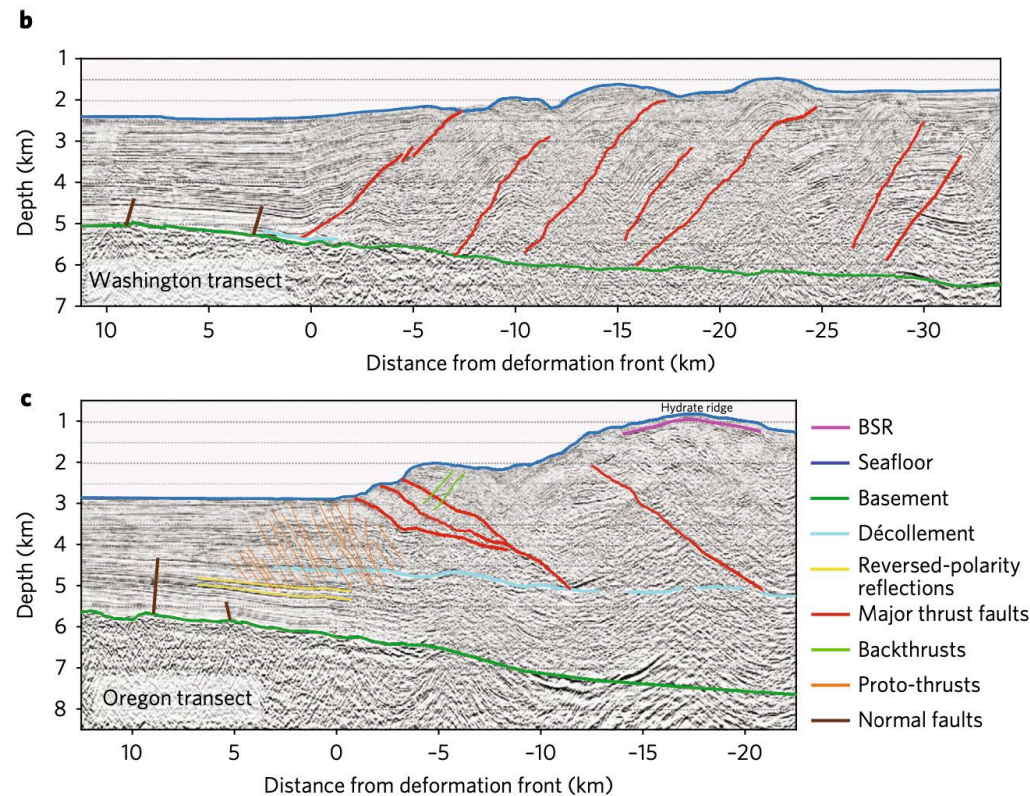 b
1
2
3
4
5
6
7
Depth (km)
Washington transect
10 5 0 –5 –10 –15 –20 –25 –30
Distance from deformation front (km)
c
Hydrate ridge
1
2
3
4
5
6
7
8
Depth (km)
Oregon transect
10 5 0 –5 –10 –15 –20
Distance from deformation front (km)
BSR
Seafloor
Basement
Décollement
Reversed-polarity
reflections
Major thrust faults
Backthrusts
Proto-thrusts
Normal faults